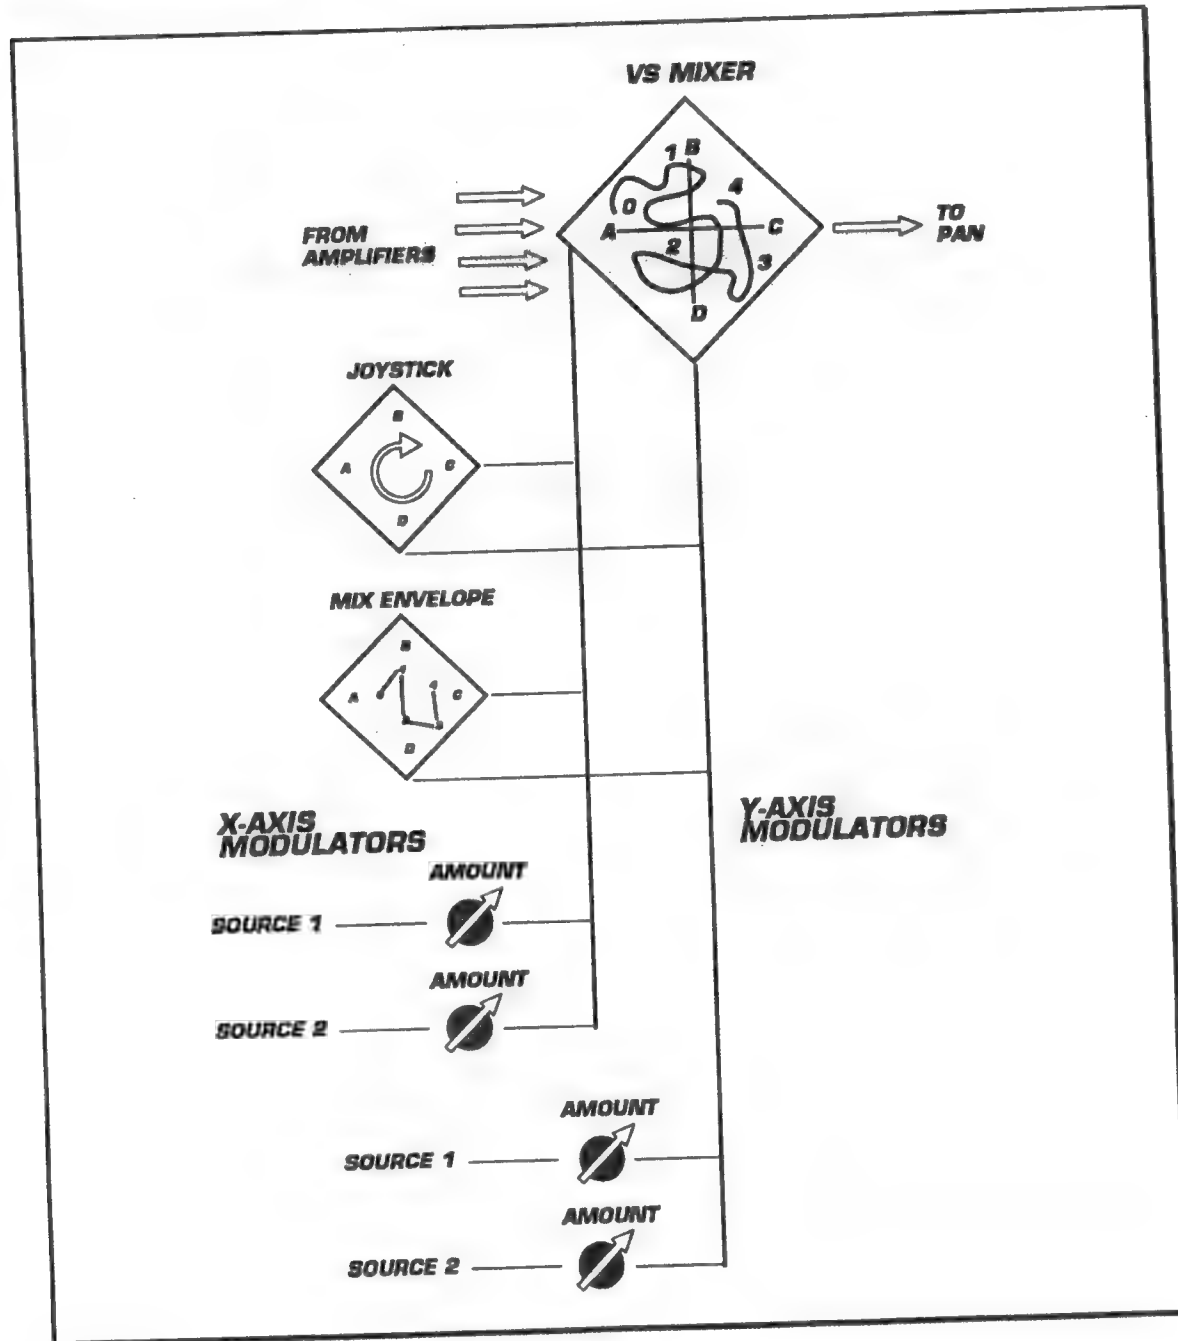 VS MIXER
1 B
4
0
A
C
2
3
D
FROM
AMPLIFIERS
TO
PAN
JOYSTICK
B
A
C
D
MIX ENVELOPE
B
A
C
D
X-AXIS
MODULATORS
Y-AXIS
MODULATORS
AMOUNT
SOURCE 1
AMOUNT
SOURCE 2
AMOUNT
SOURCE 1
AMOUNT
SOURCE 2